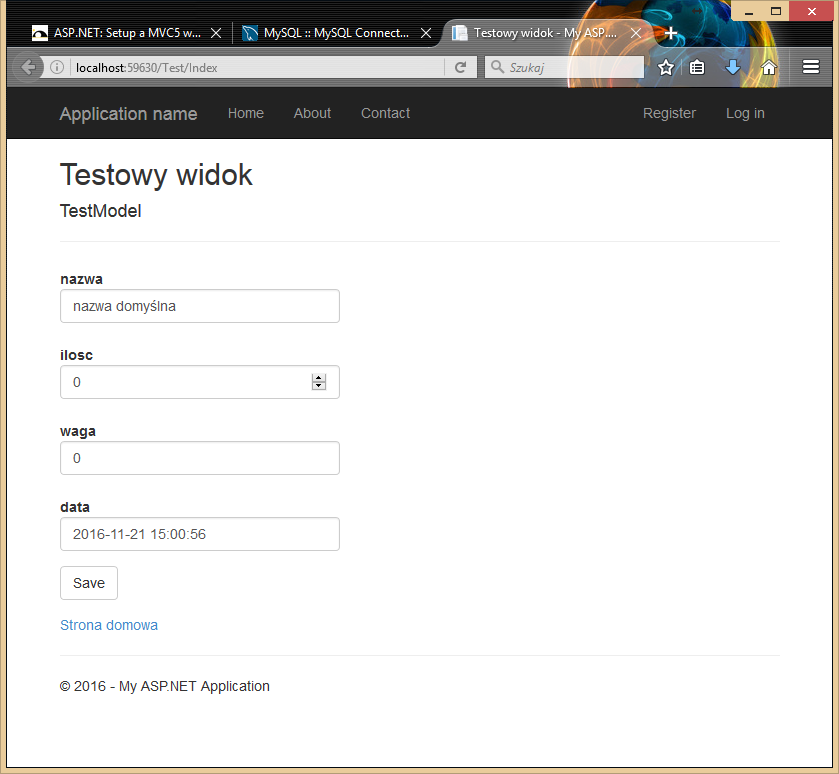 ASP.NET: Setup a MVC5 w...
MySQL :: MySQL Connect...
Testowy widok - My ASP....
localhost:59630/Test/Index
Szukaj
Application name Home About Contact Register Log in
Testowy widok
TestModel
nazwa
nazwa domyślna
ilosc
0
waga
0
data
2016-11-21 15:00:56
Save
Strona domowa
© 2016 - My ASP.NET Application